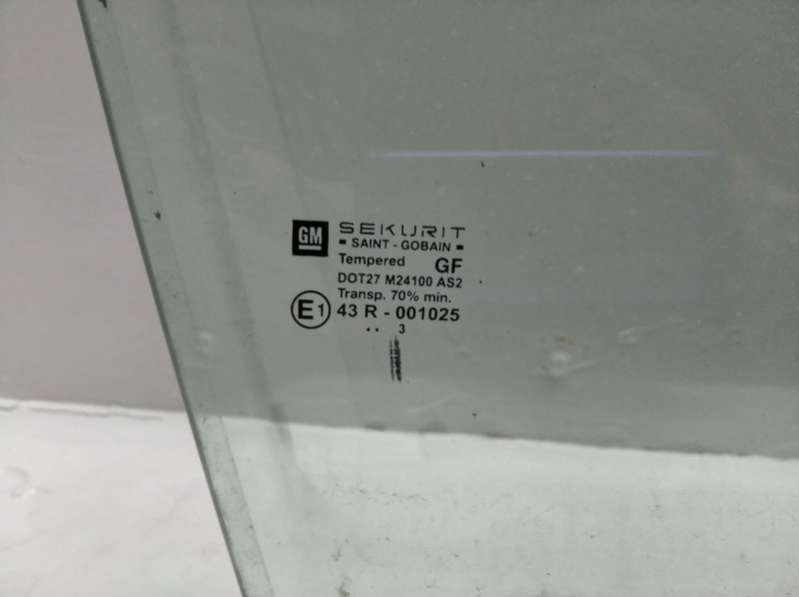 GM
SEKURIT
SAINT - GOBAIN
Tempered GF
DOT27 M24100 AS2
Transp. 70% min.
E1 43 R - 001025
.. 3